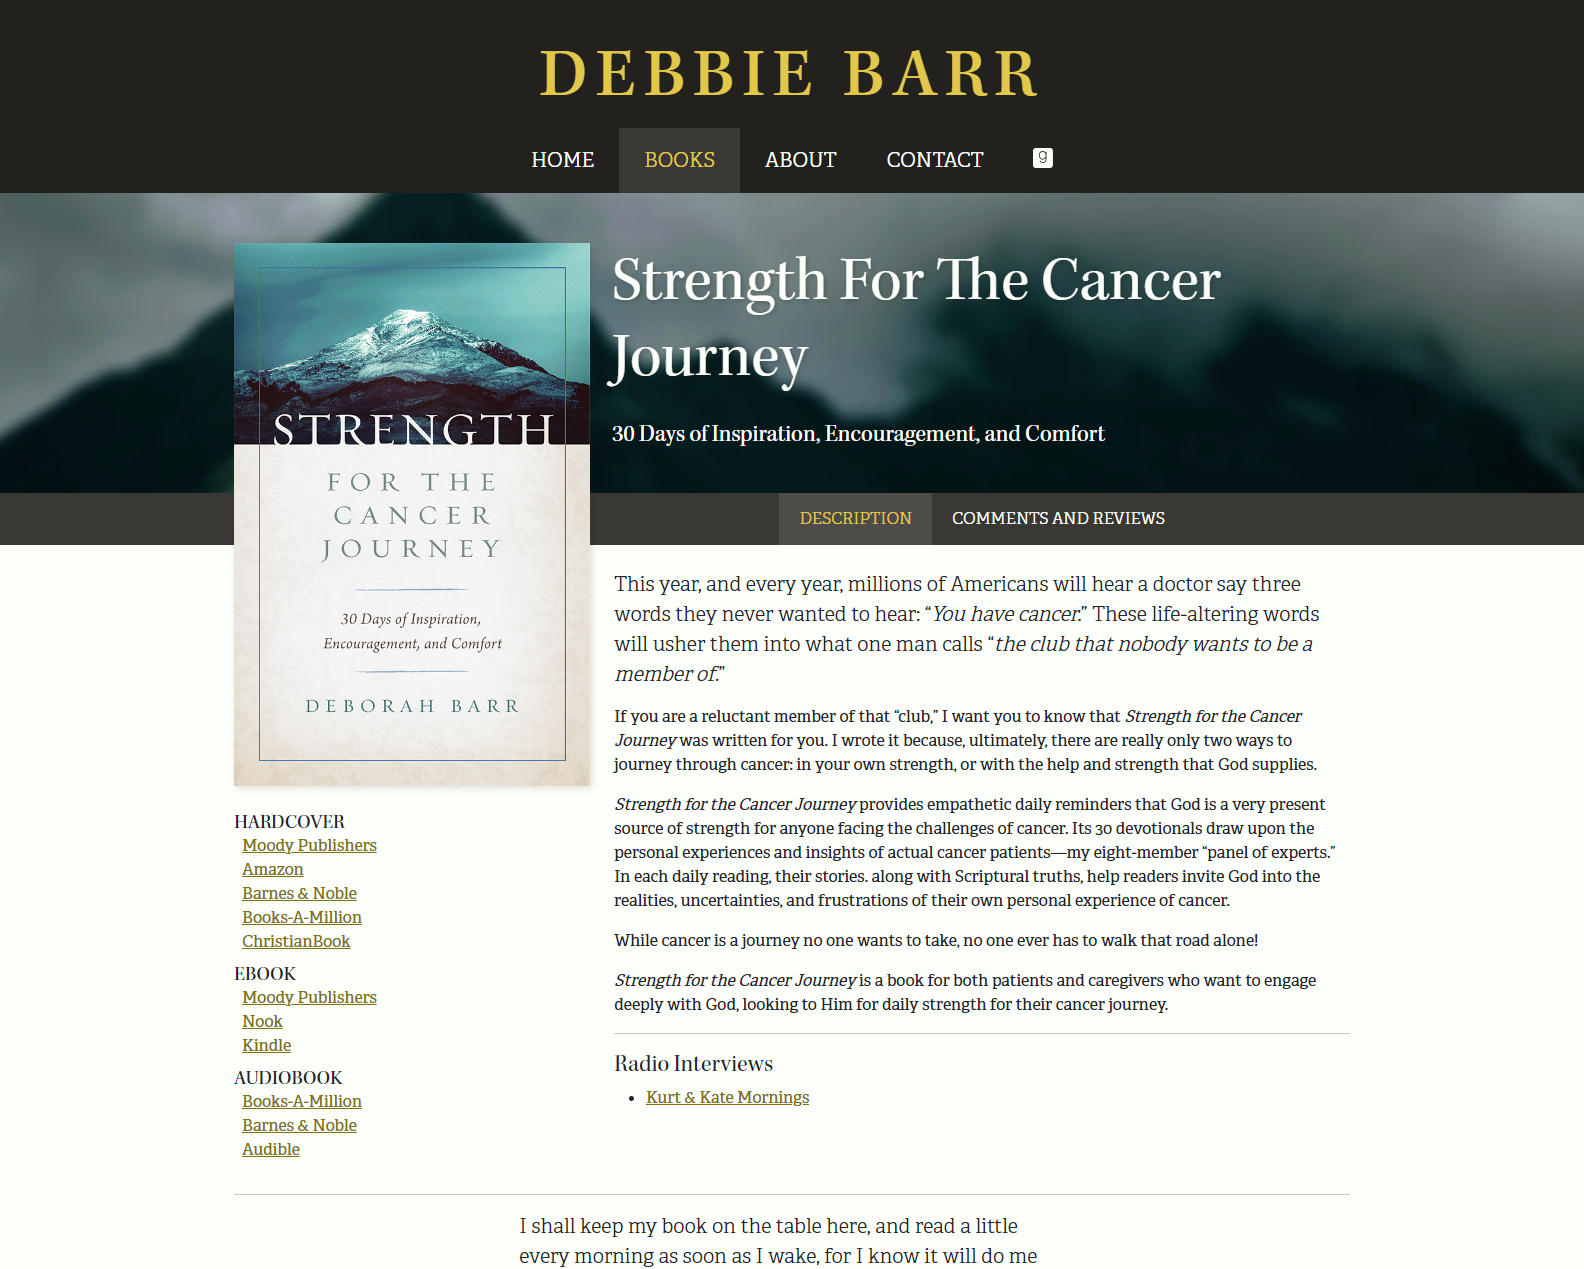 DEBBIE BARR
HOME BOOKS ABOUT CONTACT g
Strength For The Cancer
Journey
30 Days of Inspiration, Encouragement, and Comfort
STRENGTH
FOR THE
CANCER
JOURNEY
30 Days of Inspiration,
Encouragement, and Comfort
DEBORAH BARR
DESCRIPTION COMMENTS AND REVIEWS
HARDCOVER
Moody Publishers
Amazon
Barnes & Noble
Books-A-Million
ChristianBook
EBOOK
Moody Publishers
Nook
Kindle
AUDIOBOOK
Books-A-Million
Barnes & Noble
Audible
This year, and every year, millions of Americans will hear a doctor say three
words they never wanted to hear: “You have cancer.” These life-altering words
will usher them into what one man calls “the club that nobody wants to be a
member of.”
If you are a reluctant member of that “club,” I want you to know that Strength for the Cancer
Journey was written for you. I wrote it because, ultimately, there are really only two ways to
journey through cancer: in your own strength, or with the help and strength that God supplies.
Strength for the Cancer Journey provides empathetic daily reminders that God is a very present
source of strength for anyone facing the challenges of cancer. Its 30 devotionals draw upon the
personal experiences and insights of actual cancer patients—my eight-member “panel of experts.”
In each daily reading, their stories. along with Scriptural truths, help readers invite God into the
realities, uncertainties, and frustrations of their own personal experience of cancer.
While cancer is a journey no one wants to take, no one ever has to walk that road alone!
Strength for the Cancer Journey is a book for both patients and caregivers who want to engage
deeply with God, looking to Him for daily strength for their cancer journey.
Radio Interviews
Kurt & Kate Mornings
I shall keep my book on the table here, and read a little
every morning as soon as I wake, for I know it will do me